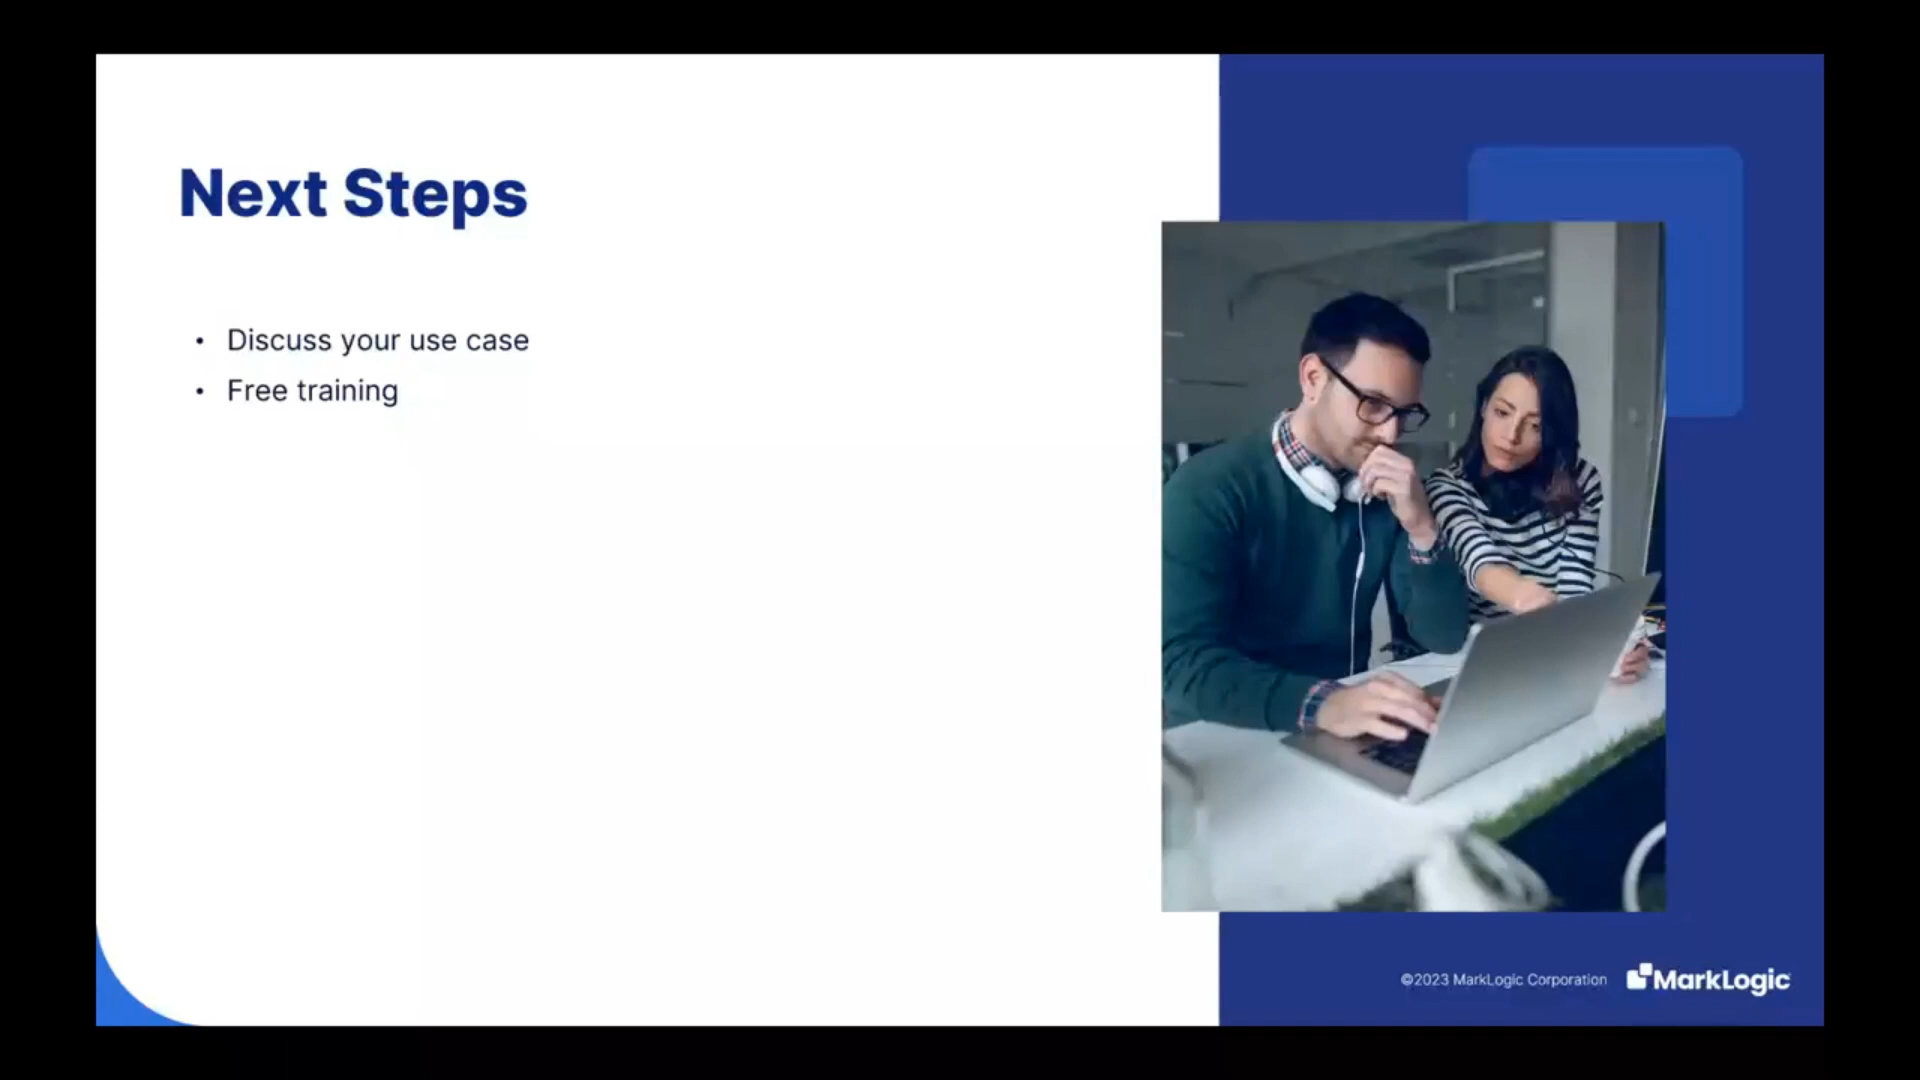 Next Steps
• Discuss your use case
• Free training
©2023 MarkLogic Corporation
MarkLogic